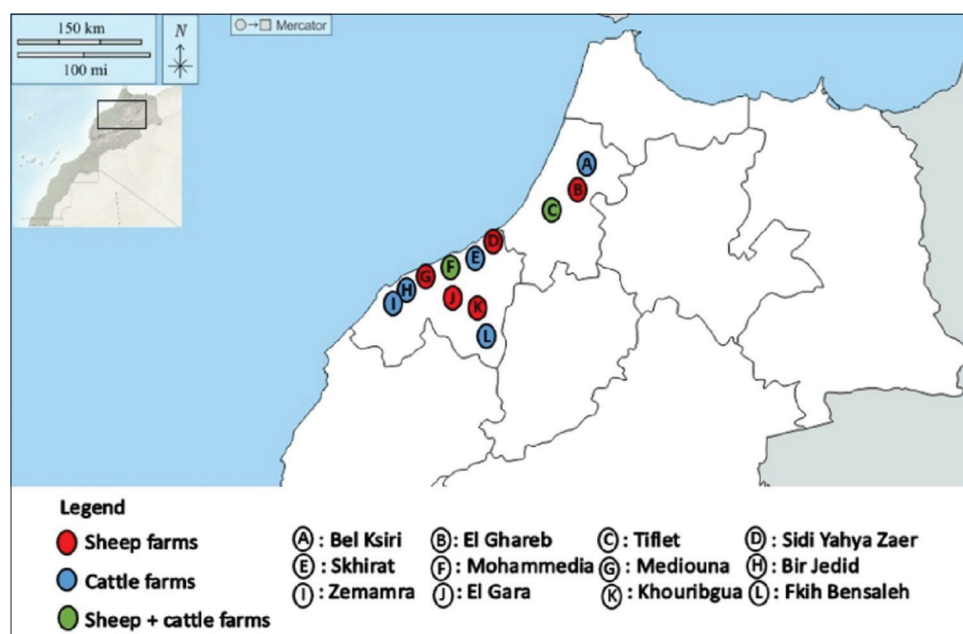 150 km
100 mi
N
○→□ Mercator
A
B
C
D
E
F
G
H
I
J
K
L
Legend
Sheep farms
Cattle farms
Sheep + cattle farms
A : Bel Ksiri B : El Ghareb C : Tiflet D : Sidi Yahya Zaer
E : Skhirat F : Mohammedia G : Mediouna H : Bir Jedid
I : Zemamra J : El Gara K : Khouribgua L : Fkih Bensaleh